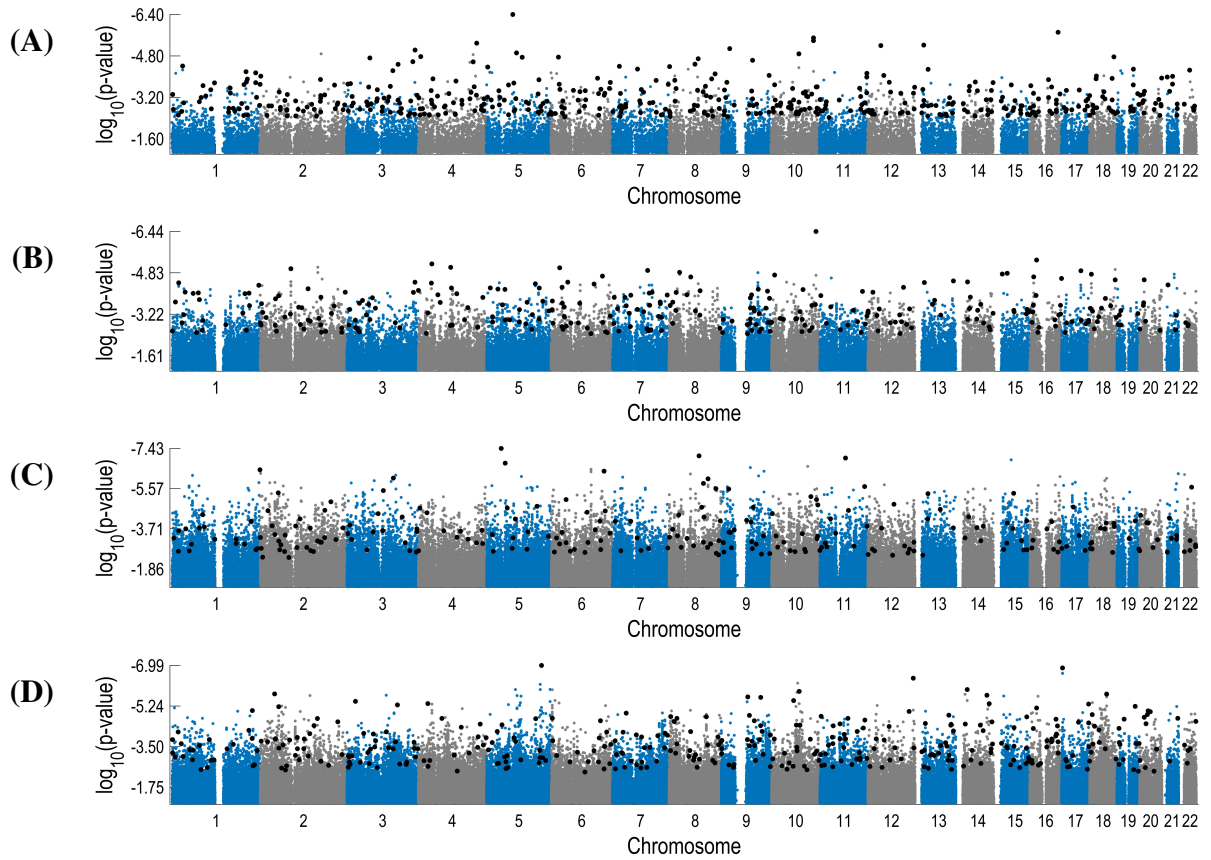 (A)
log10(p-value)
-6.40
-4.80
-3.20
-1.60
1 2 3 4 5 6 7 8 9 10 11 12 13 14 15 16 17 18 19 20 21 22
Chromosome
(B)
log10(p-value)
-6.44
-4.83
-3.22
-1.61
1 2 3 4 5 6 7 8 9 10 11 12 13 14 15 16 17 18 19 20 21 22
Chromosome
(C)
log10(p-value)
-7.43
-5.57
-3.71
-1.86
1 2 3 4 5 6 7 8 9 10 11 12 13 14 15 16 17 18 19 20 21 22
Chromosome
(D)
log10(p-value)
-6.99
-5.24
-3.50
-1.75
1 2 3 4 5 6 7 8 9 10 11 12 13 14 15 16 17 18 19 20 21 22
Chromosome